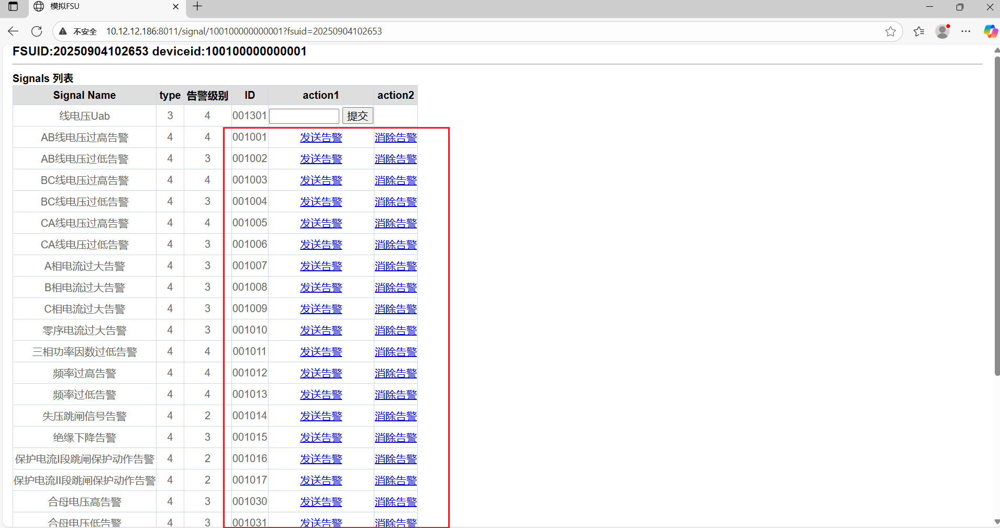 模拟FSU
不安全 10.12.12.186:8011/signal/100100000000001?fsuid=20250904102653
FSUID:20250904102653 deviceid:100100000000001
Signals 列表
Signal Name type 告警级别 ID action1 action2
线电压Uab 3 4 001301 提交
AB线电压过高告警 4 4 001001 发送告警 消除告警
AB线电压过低告警 4 3 001002 发送告警 消除告警
BC线电压过高告警 4 4 001003 发送告警 消除告警
BC线电压过低告警 4 3 001004 发送告警 消除告警
CA线电压过高告警 4 4 001005 发送告警 消除告警
CA线电压过低告警 4 3 001006 发送告警 消除告警
A相电流过大告警 4 3 001007 发送告警 消除告警
B相电流过大告警 4 3 001008 发送告警 消除告警
C相电流过大告警 4 3 001009 发送告警 消除告警
零序电流过大告警 4 3 001010 发送告警 消除告警
三相功率因数过低告警 4 4 001011 发送告警 消除告警
频率过高告警 4 4 001012 发送告警 消除告警
频率过低告警 4 4 001013 发送告警 消除告警
失压跳闸信号告警 4 2 001014 发送告警 消除告警
绝缘下降告警 4 3 001015 发送告警 消除告警
保护电流I段跳闸保护动作告警 4 2 001016 发送告警 消除告警
保护电流II段跳闸保护动作告警 4 2 001017 发送告警 消除告警
合母电压高告警 4 3 001030 发送告警 消除告警
合母电压低告警 4 3 001031 发送告警 消除告警